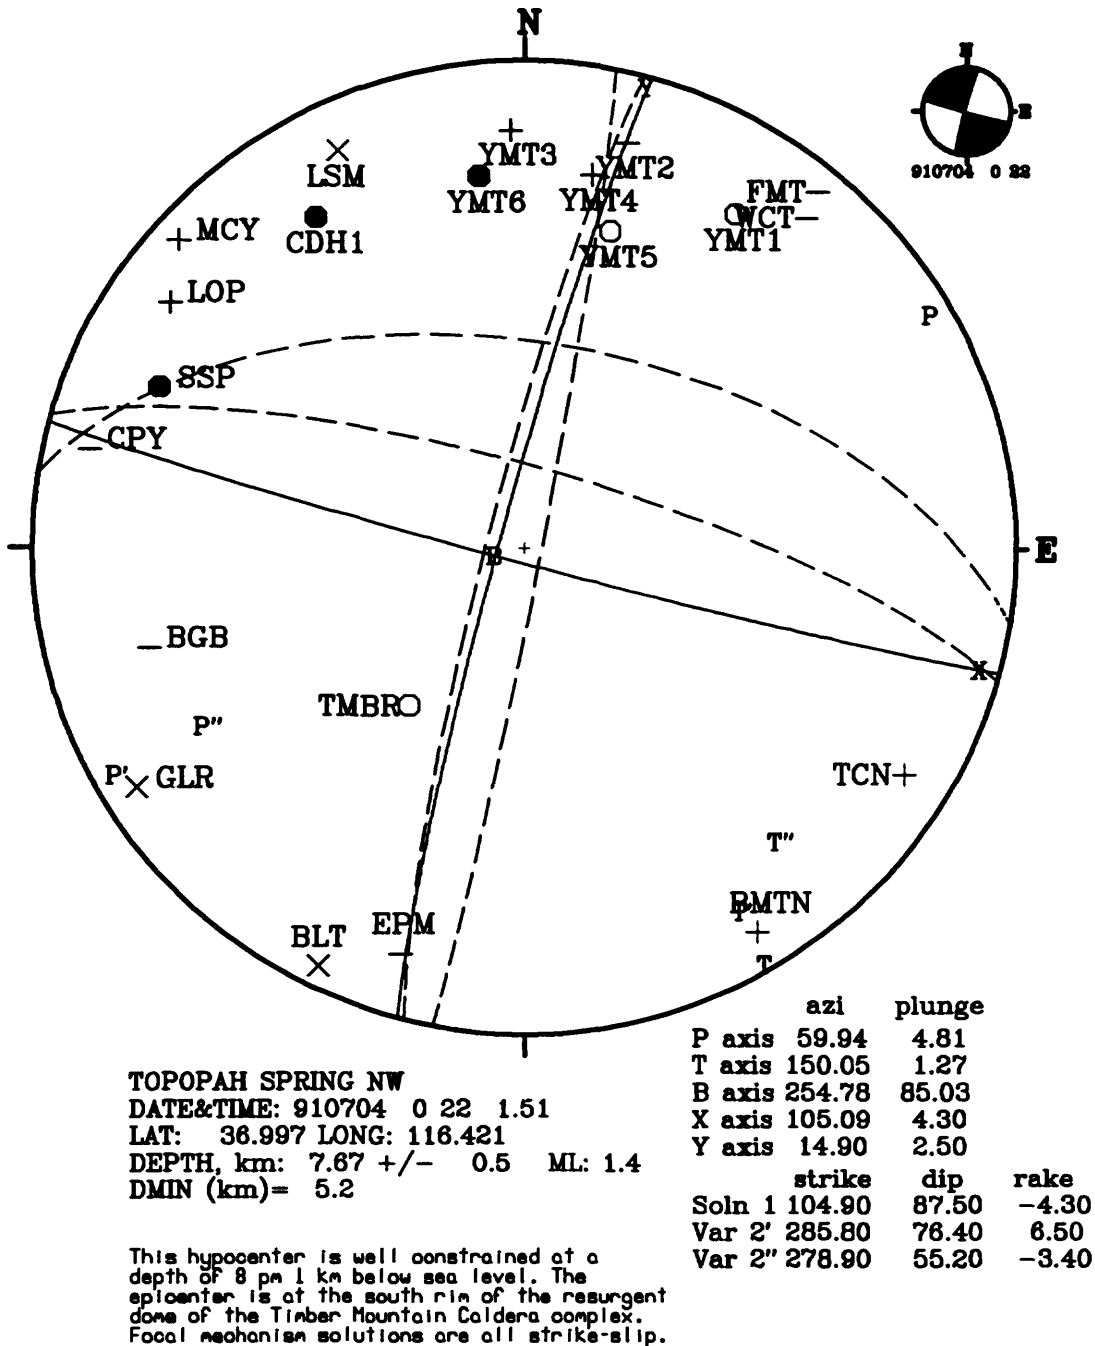 N
N
E
910704 0 22
Y
YMT3
LSM
YMT2
YMT6
YMT4
FMT−
WCT−
MCY
CDH1
YMT1
YMT5
LOP
P
SSP
CPY
B
E
BGB
X
TMBR
P"
P'
GLR
TCN
T"
BMTN
T'
EPM
BLT
T
azi plunge
P axis 59.94 4.81
T axis 150.05 1.27
B axis 254.78 85.03
X axis 105.09 4.30
Y axis 14.90 2.50
strike dip rake
Soln 1 104.90 87.50 −4.30
Var 2' 285.80 76.40 6.50
Var 2" 278.90 55.20 −3.40
TOPOPAH SPRING NW
DATE&TIME: 910704 0 22 1.51
LAT: 36.997 LONG: 116.421
DEPTH, km: 7.67 +/− 0.5 ML: 1.4
DMIN (km)= 5.2
This hypocenter is well constrained at a
depth of 8 pm 1 km below sea level. The
epicenter is at the south rim of the resurgent
dome of the Timber Mountain Caldera complex.
Focal mechanism solutions are all strike-slip.